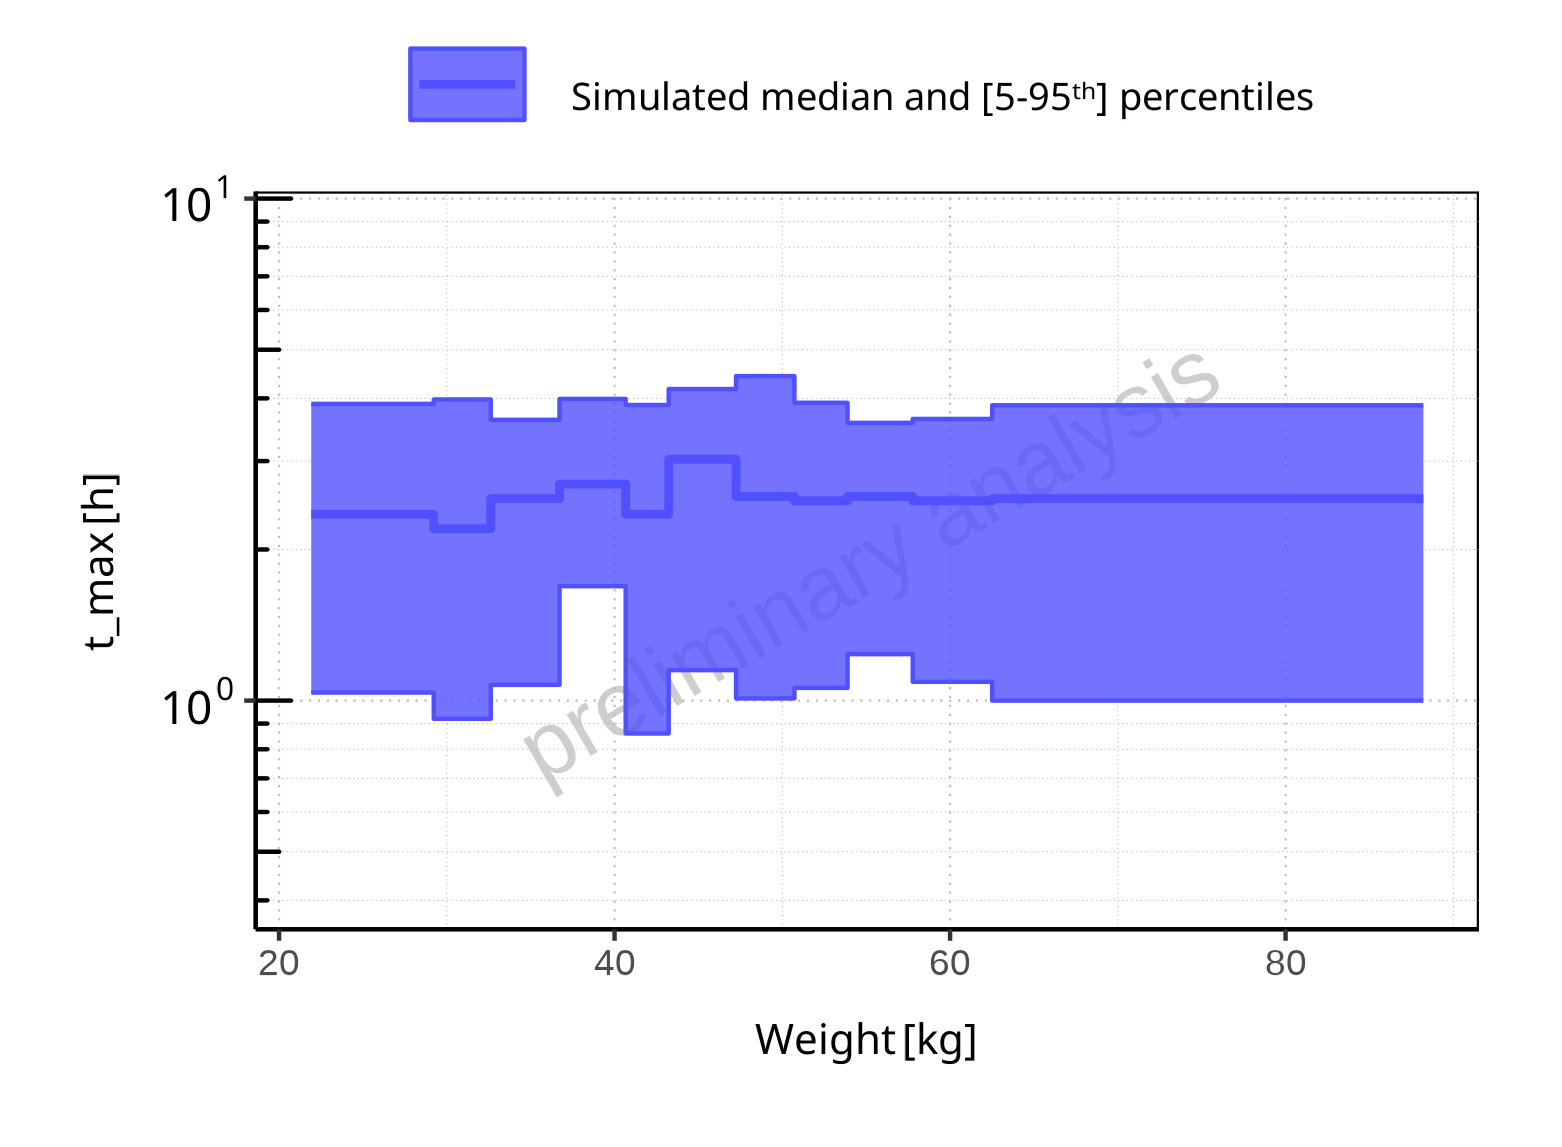 Simulated median and [5-95ᵗʰ] percentiles
10¹
t_max [h]
10⁰
preliminary analysis
20 40 60 80
Weight [kg]